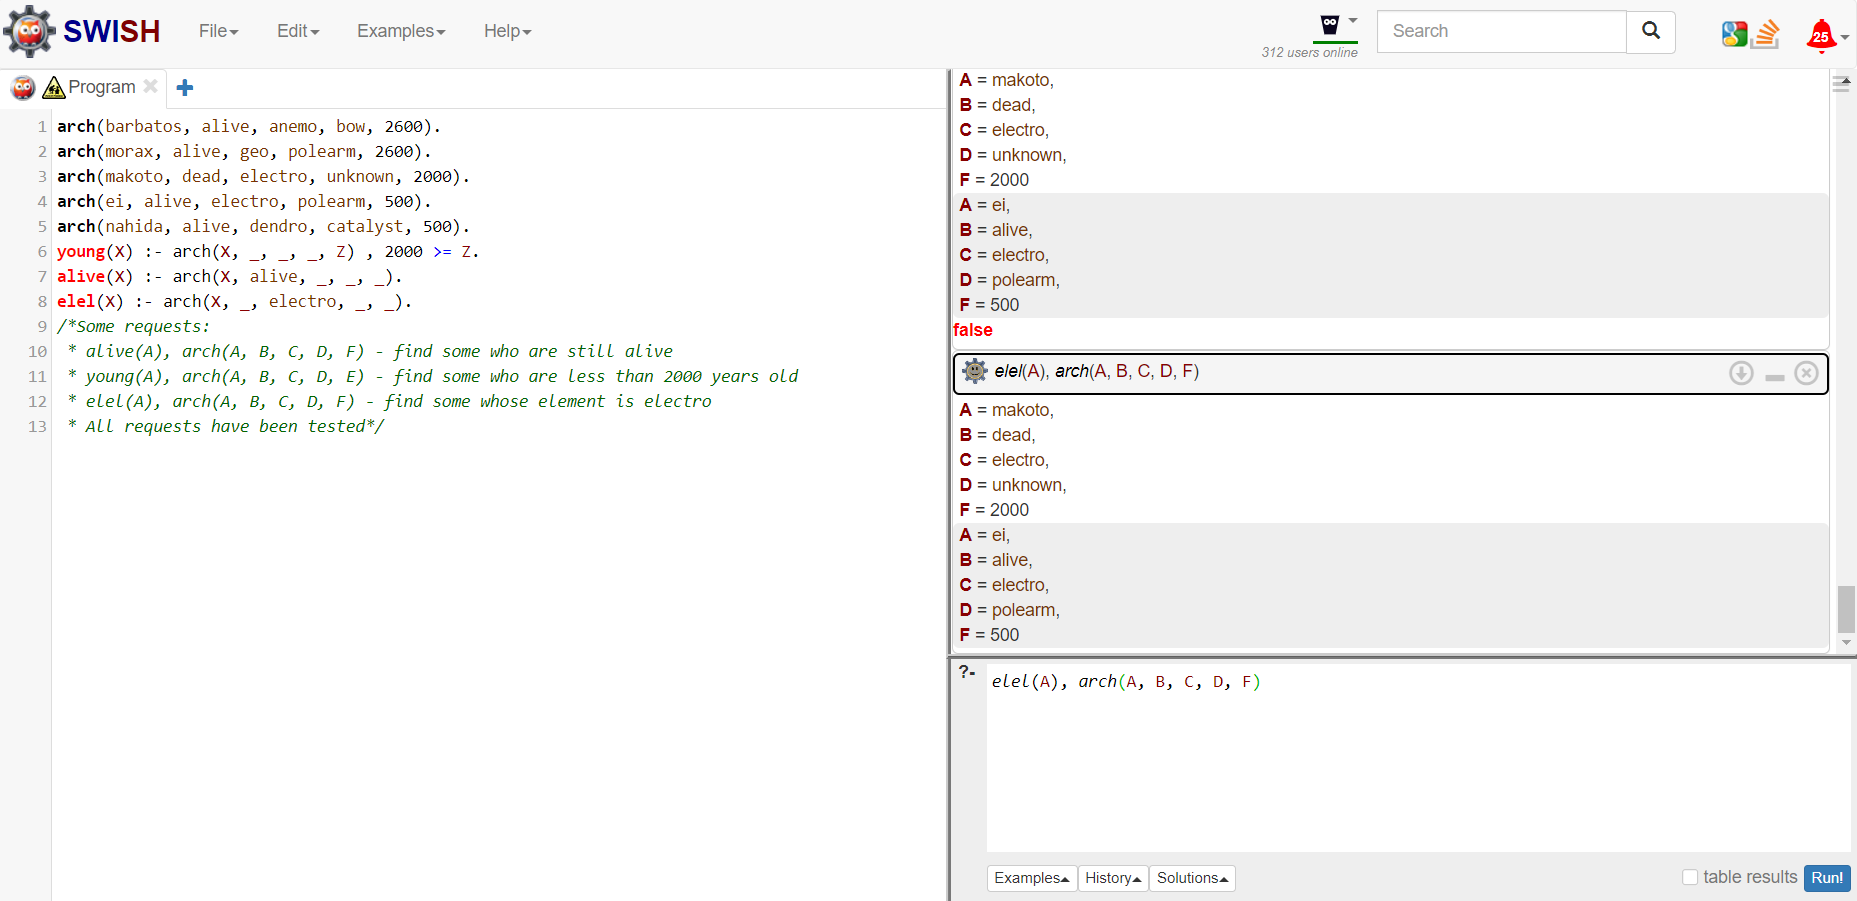 SWISH File Edit Examples Help 312 users online Search 25
Program
1 arch(barbatos, alive, anemo, bow, 2600).
2 arch(morax, alive, geo, polearm, 2600).
3 arch(makoto, dead, electro, unknown, 2000).
4 arch(ei, alive, electro, polearm, 500).
5 arch(nahida, alive, dendro, catalyst, 500).
6 young(X) :- arch(X, _, _, _, Z) , 2000 >= Z.
7 alive(X) :- arch(X, alive, _, _, _).
8 elel(X) :- arch(X, _, electro, _, _).
9 /*Some requests:
10 * alive(A), arch(A, B, C, D, F) - find some who are still alive
11 * young(A), arch(A, B, C, D, E) - find some who are less than 2000 years old
12 * elel(A), arch(A, B, C, D, F) - find some whose element is electro
13 * All requests have been tested*/
A = makoto,
B = dead,
C = electro,
D = unknown,
F = 2000
A = ei,
B = alive,
C = electro,
D = polearm,
F = 500
false
elel(A), arch(A, B, C, D, F)
A = makoto,
B = dead,
C = electro,
D = unknown,
F = 2000
A = ei,
B = alive,
C = electro,
D = polearm,
F = 500
?- elel(A), arch(A, B, C, D, F)
Examples History Solutions table results Run!